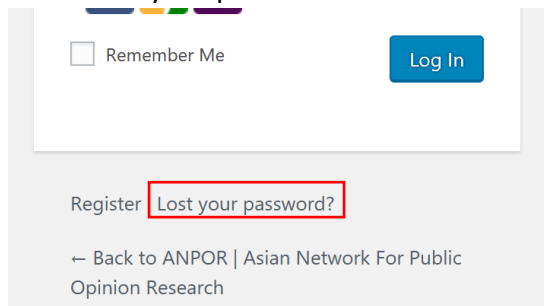 Remember Me
Log In
Register Lost your password?
← Back to ANPOR | Asian Network For Public
Opinion Research